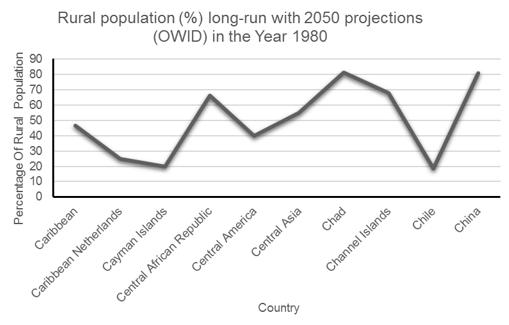 Rural population (%) long-run with 2050 projections
(OWID) in the Year 1980
Percentage Of Rural Population
90
80
70
60
50
40
30
20
10
0
Caribbean
Caribbean Netherlands
Cayman Islands
Central African Republic
Central America
Central Asia
Chad
Channel Islands
Chile
China
Country